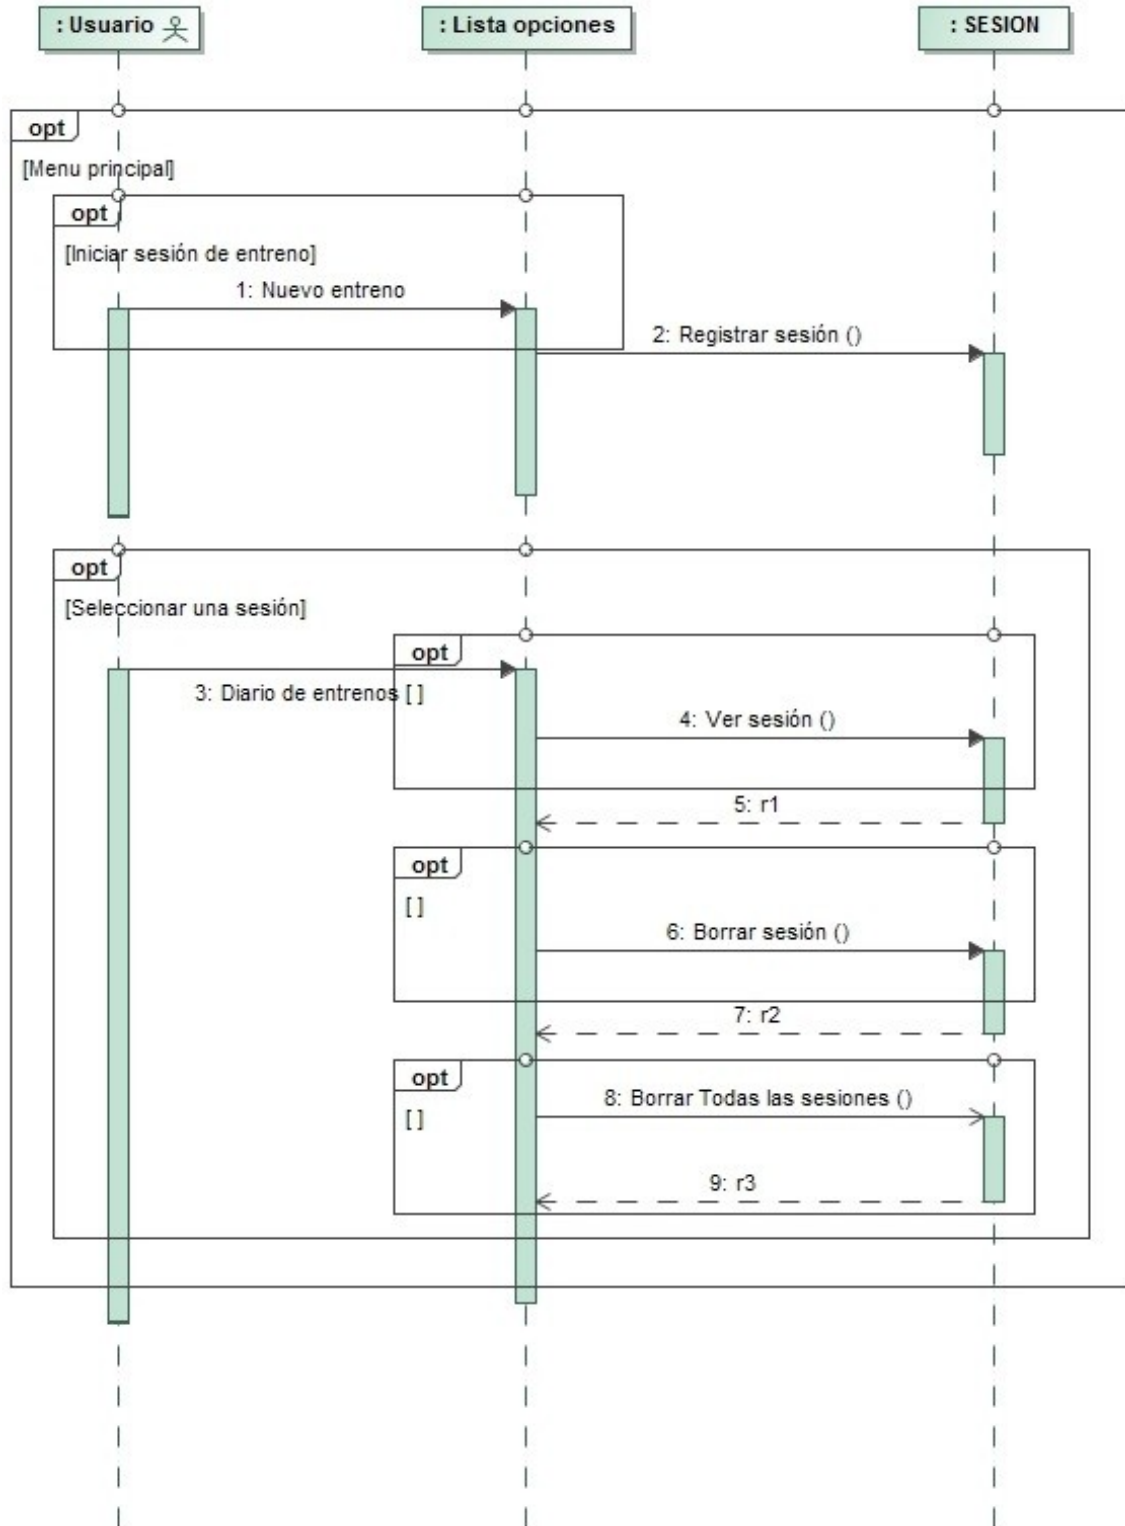 : Usuario
: Lista opciones
: SESION
opt
[Menu principal]
opt
[Iniciar sesión de entreno]
1: Nuevo entreno
2: Registrar sesión ()
opt
[Seleccionar una sesión]
opt
3: Diario de entrenos
[ ]
4: Ver sesión ()
5: r1
opt
[ ]
6: Borrar sesión ()
7: r2
opt
[ ]
8: Borrar Todas las sesiones ()
9: r3